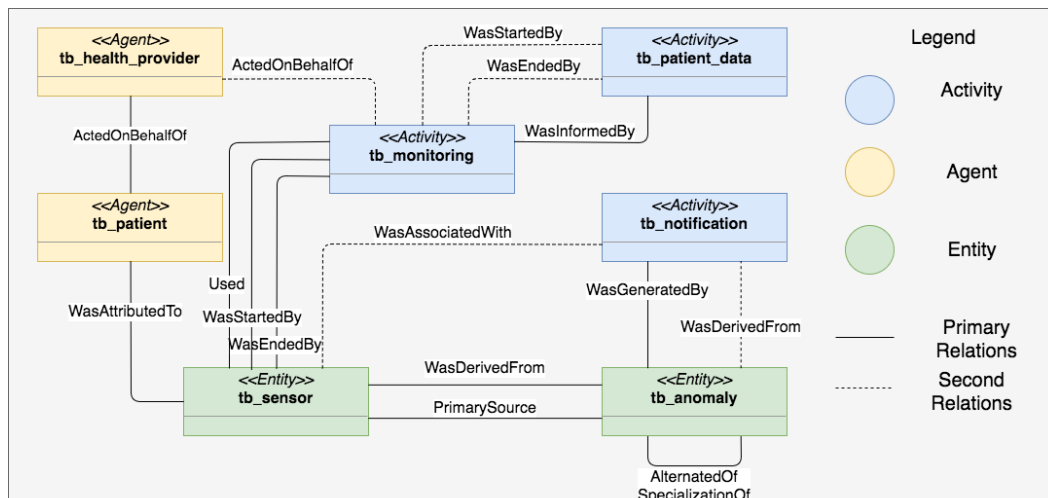 <<Agent>>
tb_health_provider
ActedOnBehalfOf
WasStartedBy
WasEndedBy
<<Activity>>
tb_patient_data
Legend
Activity
ActedOnBehalfOf
<<Activity>>
tb_monitoring
WasInformedBy
Agent
<<Agent>>
tb_patient
WasAssociatedWith
<<Activity>>
tb_notification
Entity
Used
WasGeneratedBy
WasAttributedTo
WasStartedBy
WasDerivedFrom
WasEndedBy
Primary
Relations
<<Entity>>
tb_sensor
WasDerivedFrom
<<Entity>>
tb_anomaly
Second
Relations
PrimarySource
AlternatedOf
SpecializationOf